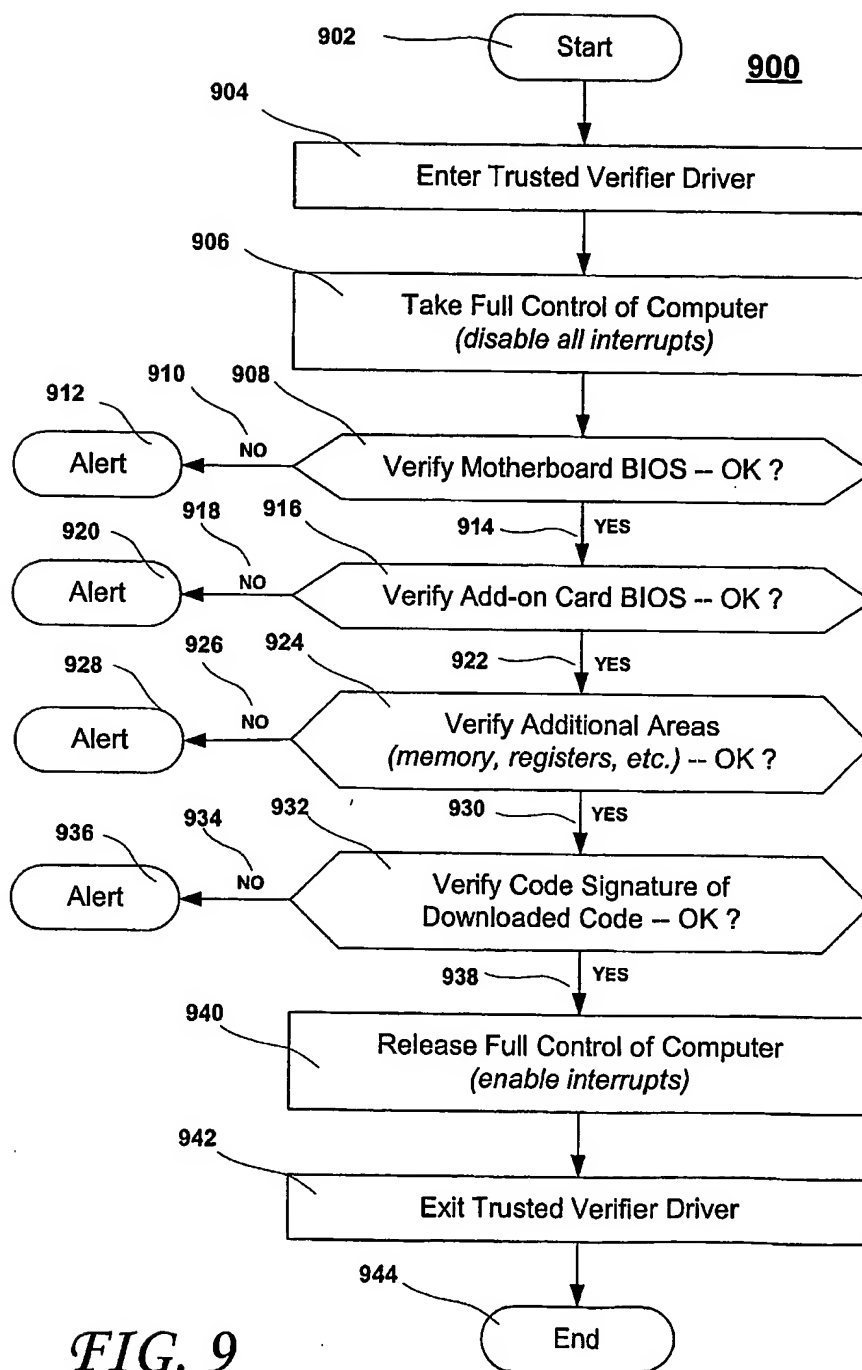 902
Start
900
904
Enter Trusted Verifier Driver
906
Take Full Control of Computer
(disable all interrupts)
910
908
912
Alert
NO
Verify Motherboard BIOS -- OK ?
914
YES
918
916
920
Alert
NO
Verify Add-on Card BIOS -- OK ?
922
YES
924
926
928
Alert
NO
Verify Additional Areas
(memory, registers, etc.) -- OK ?
930
YES
932
934
936
Alert
NO
Verify Code Signature of
Downloaded Code -- OK ?
938
YES
940
Release Full Control of Computer
(enable interrupts)
942
Exit Trusted Verifier Driver
944
End
FIG. 9